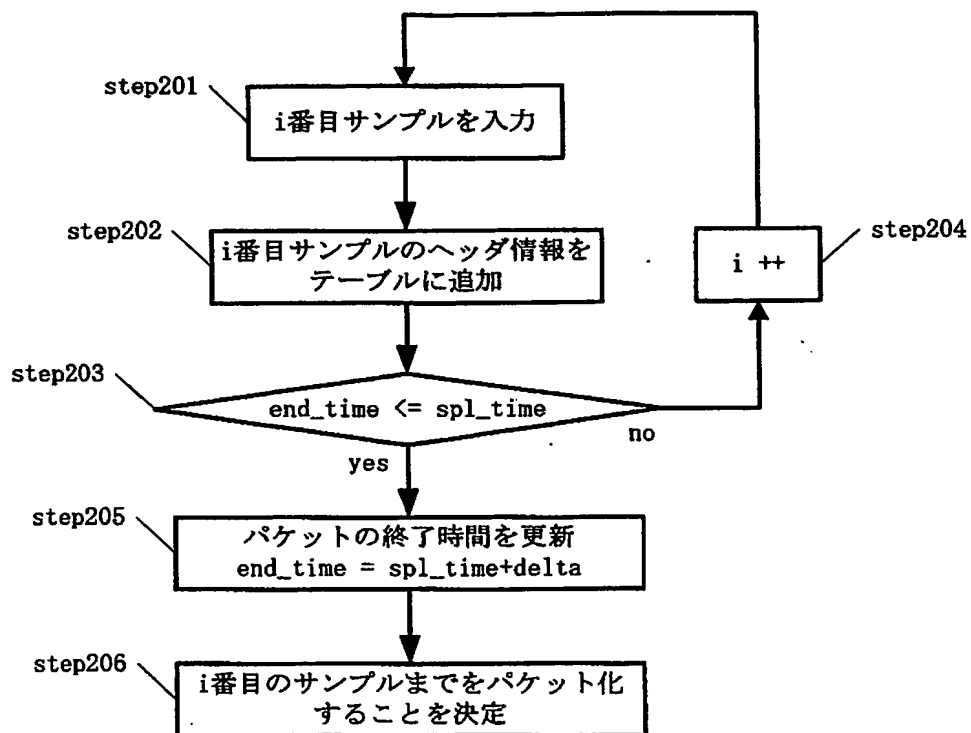 step201
i番目サンプルを入力
step202
i番目サンプルのヘッダ情報を
テーブルに追加
step204
i ++
step203
end_time <= spl_time
no
yes
step205
パケットの終了時間を更新
end_time = spl_time+delta
step206
i番目のサンプルまでをパケット化
することを決定